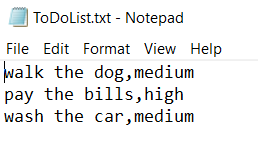 ToDoList.txt - Notepad
File Edit Format View Help
walk the dog,medium
pay the bills,high
wash the car,medium